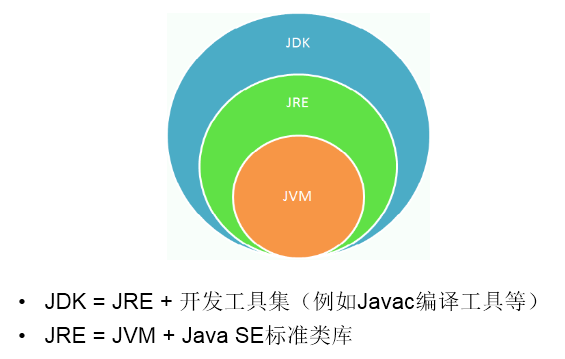 JDK
JRE
JVM
• JDK = JRE + 开发工具集（例如Javac编译工具等）
• JRE = JVM + Java SE标准类库